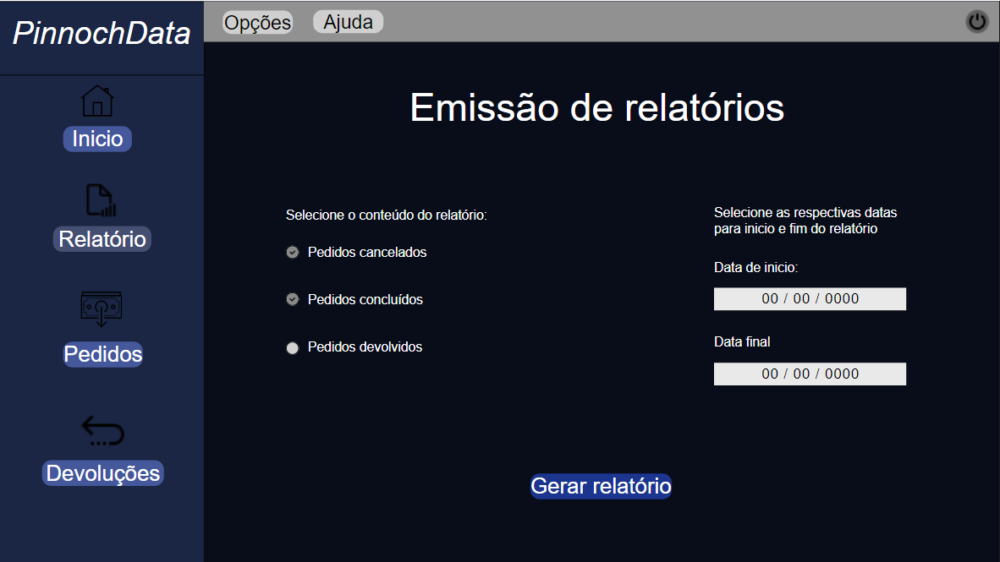 PinnochData
Opções
Ajuda
Inicio
Relatório
Pedidos
Devoluções
Emissão de relatórios
Selecione o conteúdo do relatório:
Pedidos cancelados
Pedidos concluídos
Pedidos devolvidos
Selecione as respectivas datas
para inicio e fim do relatório
Data de inicio:
00 / 00 / 0000
Data final
00 / 00 / 0000
Gerar relatório